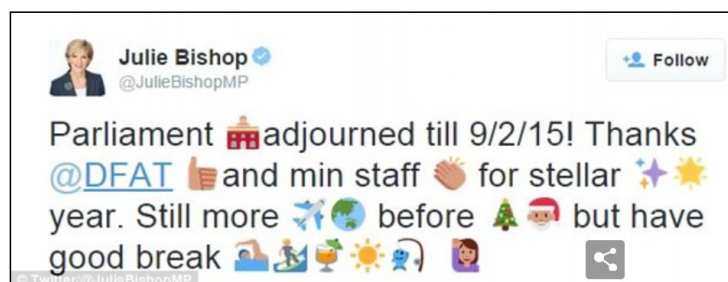 Julie Bishop
@JulieBishopMP
Follow
Parliament 🏫adjourned till 9/2/15! Thanks
@DFAT 👍and min staff 👏 for stellar ✨🌟
year. Still more ✈️🌏 before 🎄🎅 but have
good break 🏊🏄🍹☀️🎣 🙋
© Twitter/@JulieBishopMP